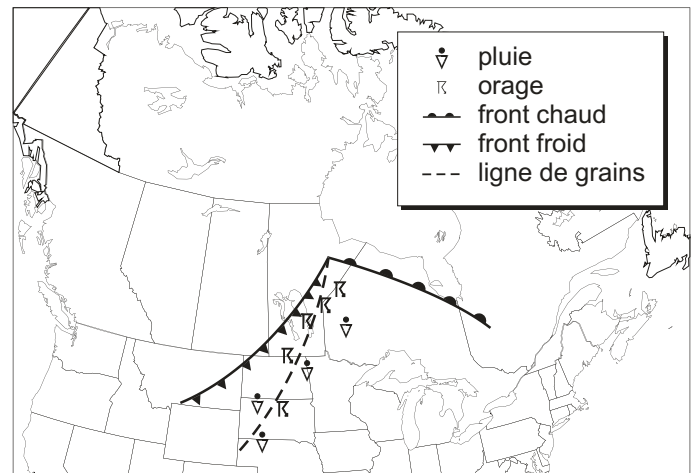 pluie
orage
front chaud
front froid
ligne de grains